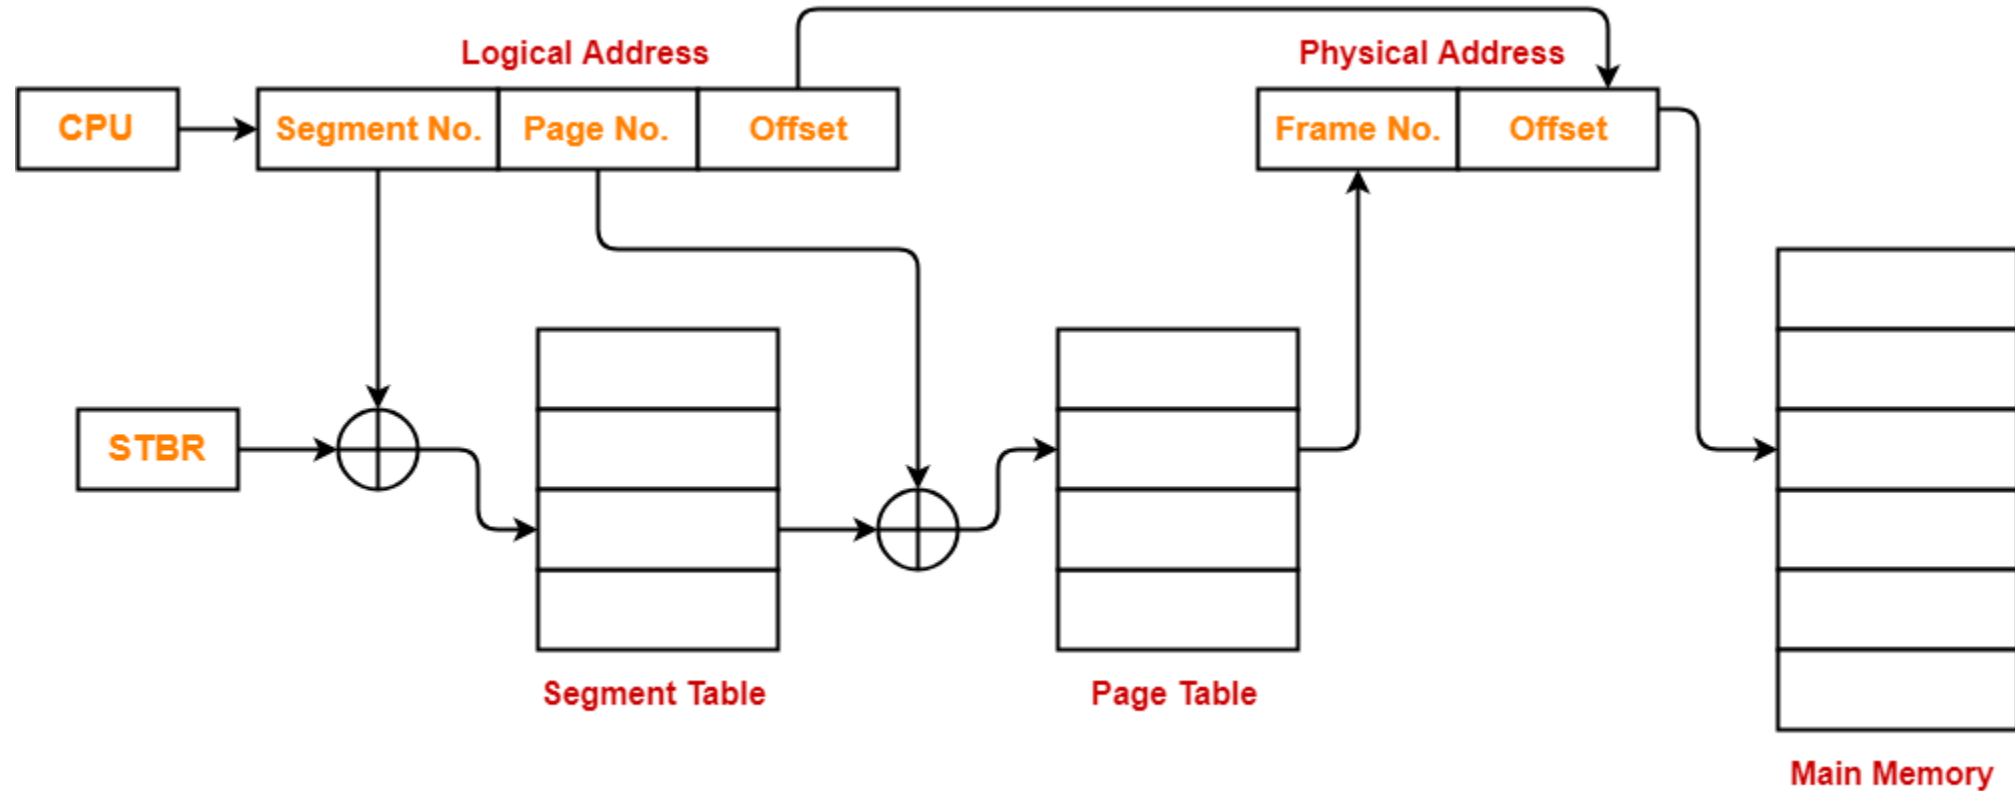 Logical Address
Physical Address
CPU
Segment No.
Page No.
Offset
Frame No.
Offset
STBR
Segment Table
Page Table
Main Memory